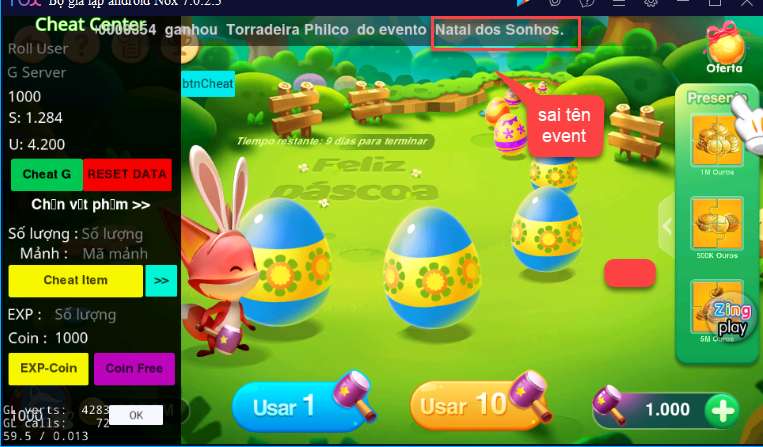 Bộ giả lập android Nox 7.0.2.5
Cheat Center
i0000354 ganhou Torradeira Philco do evento Natal dos Sonhos.
Roll User
G Server
1000
S: 1.284
U: 4.200
Cheat G
RESET DATA
Chọn vật phẩm >>
Số lượng : Số lượng
Mảnh : Mã mảnh
Cheat Item
>>
EXP : Số lượng
Coin : 1000
EXP-Coin
Coin Free
1000
OK
GL verts: 4283
GL calls: 72
59.5 / 0.013
btnCheat
Tiempo restante: 9 días para terminar
Feliz
páscoa
sai tên
event
Oferta
Presente
1M Ouros
500K Ouros
5M Ouros
Zing
play
Usar 1
Usar 10
1.000